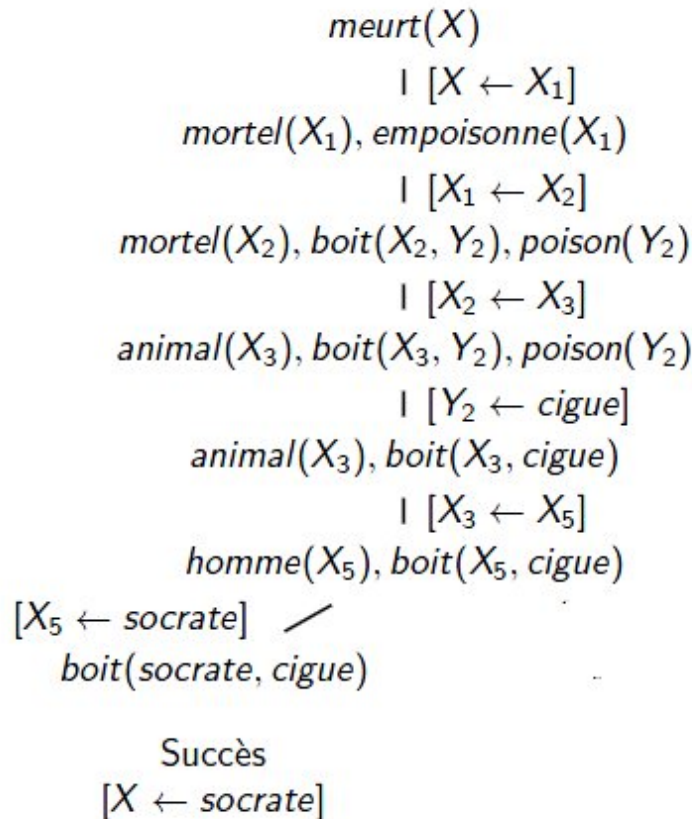 meurt(X)
[X ← X₁]
mortel(X₁), empoisonne(X₁)
[X₁ ← X₂]
mortel(X₂), boit(X₂, Y₂), poison(Y₂)
[X₂ ← X₃]
animal(X₃), boit(X₃, Y₂), poison(Y₂)
[Y₂ ← cigue]
animal(X₃), boit(X₃, cigue)
[X₃ ← X₅]
homme(X₅), boit(X₅, cigue)
[X₅ ← socrate]
boit(socrate, cigue)
Succès
[X ← socrate]